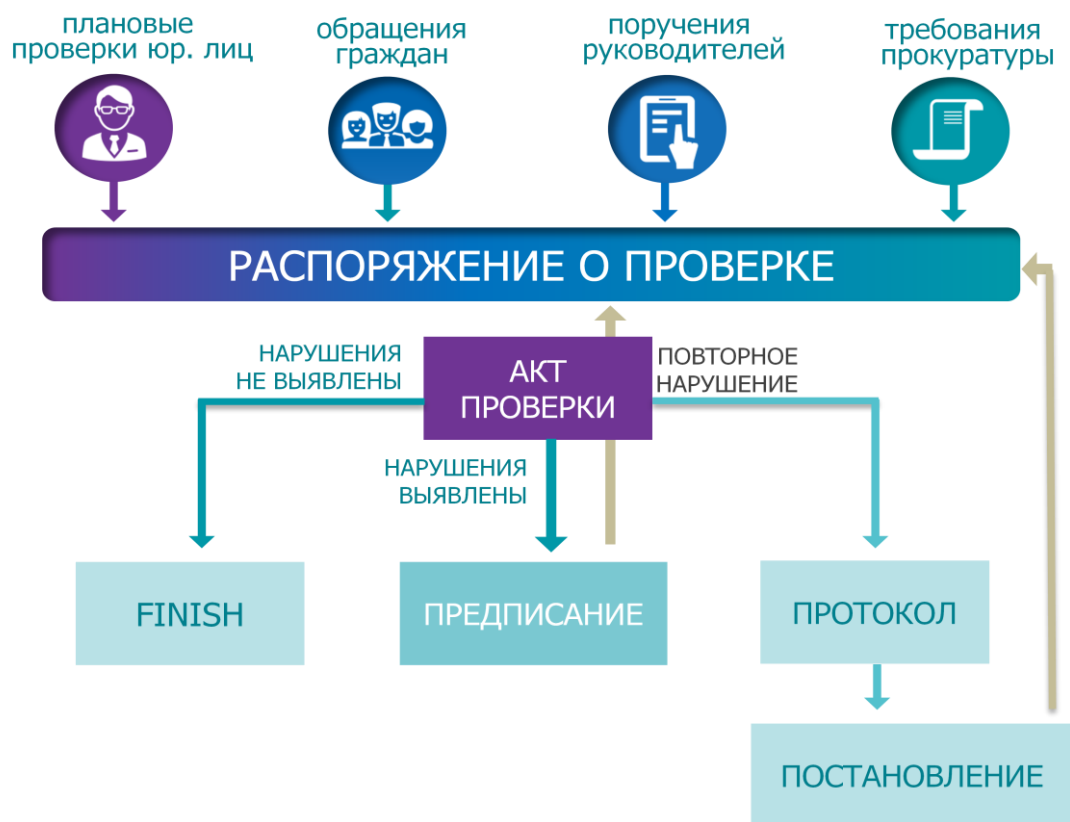 плановые
проверки юр. лиц
обращения
граждан
поручения
руководителей
требования
прокуратуры
РАСПОРЯЖЕНИЕ О ПРОВЕРКЕ
НАРУШЕНИЯ
НЕ ВЫЯВЛЕНЫ
АКТ
ПРОВЕРКИ
ПОВТОРНОЕ
НАРУШЕНИЕ
НАРУШЕНИЯ
ВЫЯВЛЕНЫ
FINISH
ПРЕДПИСАНИЕ
ПРОТОКОЛ
ПОСТАНОВЛЕНИЕ